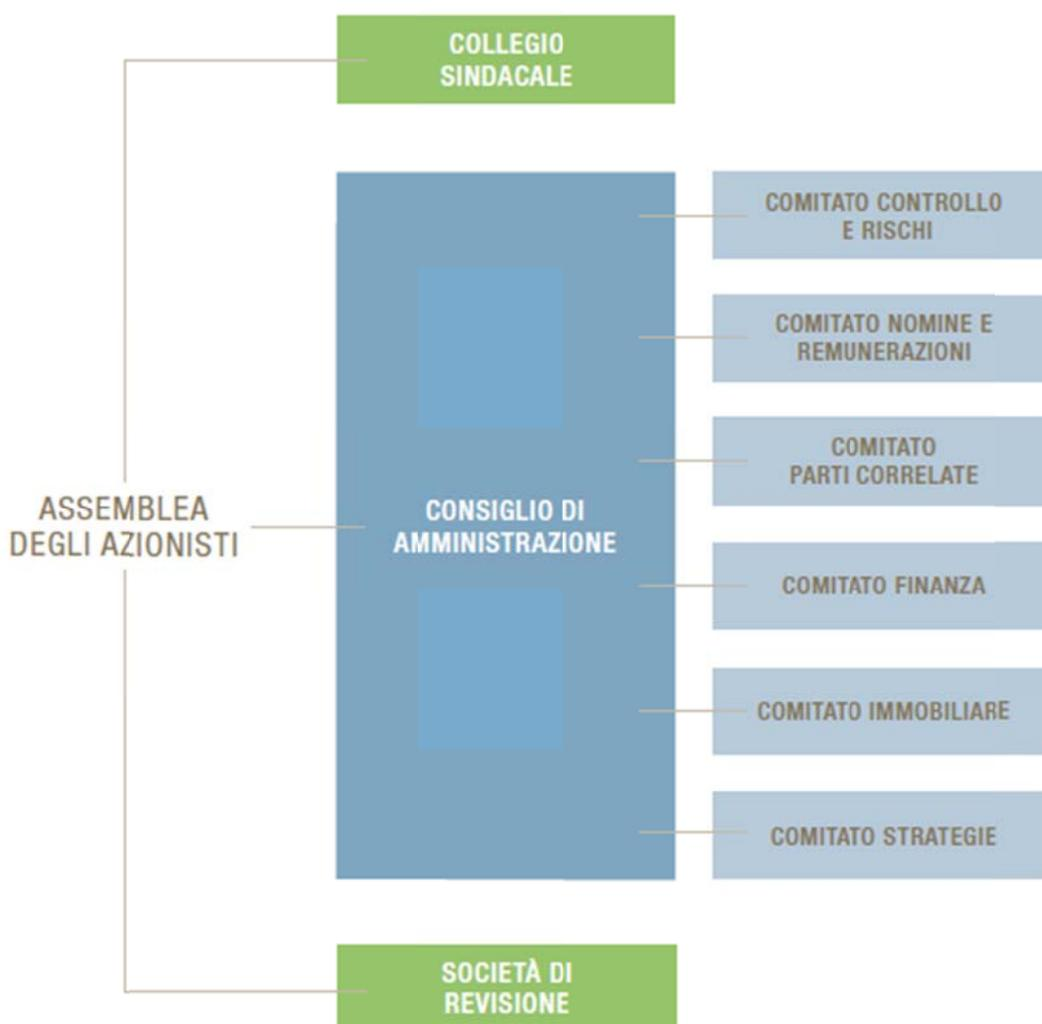 COLLEGIO
SINDACALE
COMITATO CONTROLLO
E RISCHI
COMITATO NOMINE E
REMUNERAZIONI
COMITATO
PARTI CORRELATE
ASSEMBLEA
DEGLI AZIONISTI
CONSIGLIO DI
AMMINISTRAZIONE
COMITATO FINANZA
COMITATO IMMOBILIARE
COMITATO STRATEGIE
SOCIETÀ DI
REVISIONE